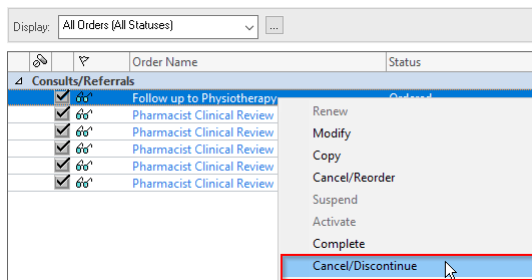 Display: All Orders (All Statuses) ...
Order Name Status
Consults/Referrals
Follow up to Physiotherapy Ordered
Pharmacist Clinical Review
Pharmacist Clinical Review
Pharmacist Clinical Review
Pharmacist Clinical Review
Pharmacist Clinical Review
Renew
Modify
Copy
Cancel/Reorder
Suspend
Activate
Complete
Cancel/Discontinue